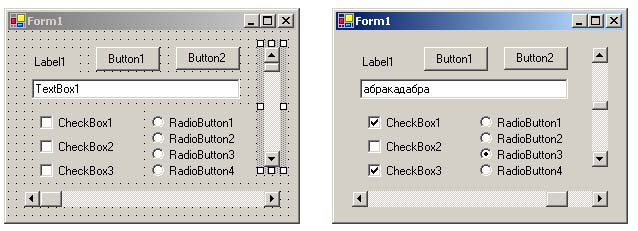 Form1
Label1
Button1
Button2
TextBox1
CheckBox1
CheckBox2
CheckBox3
RadioButton1
RadioButton2
RadioButton3
RadioButton4
Form1
Label1
Button1
Button2
абракадабра
CheckBox1
CheckBox2
CheckBox3
RadioButton1
RadioButton2
RadioButton3
RadioButton4